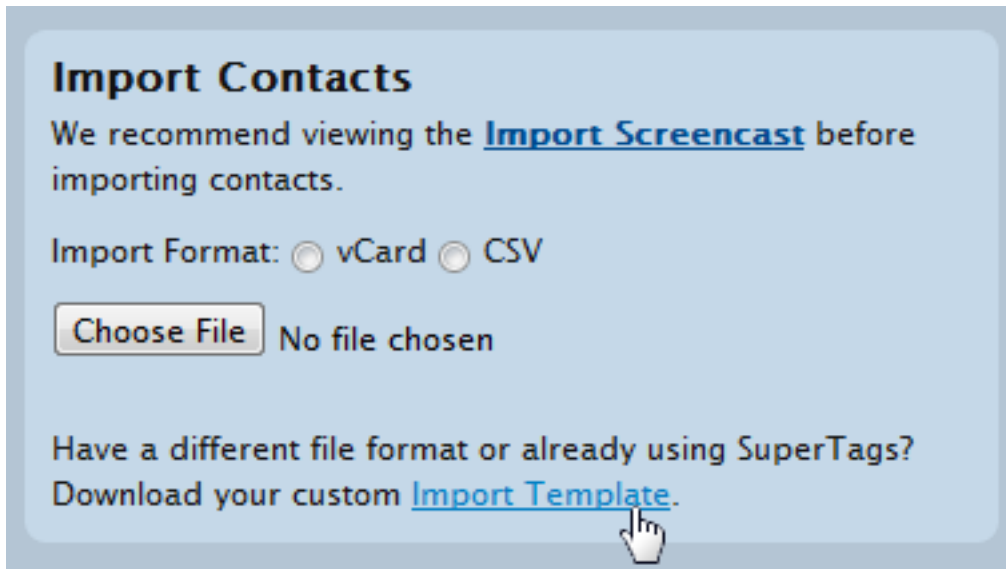 Import Contacts
We recommend viewing the Import Screencast before
importing contacts.
Import Format: vCard CSV
Choose File No file chosen
Have a different file format or already using SuperTags?
Download your custom Import Template.